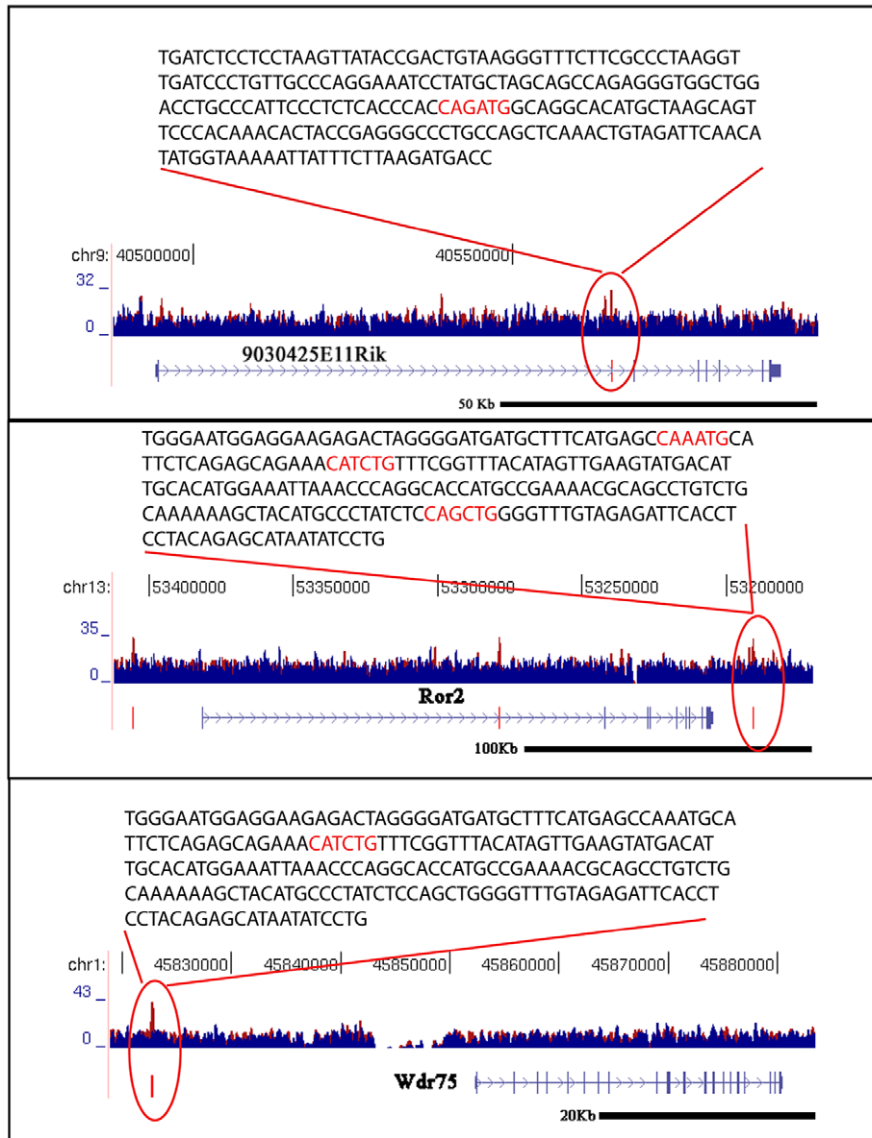 TGATCTCCTCCTAAGTTATACCGACTGTAAGGGTTTCTTCGCCCTAAGGT
TGATCCCTGTTGCCCAGGAAATCCTATGCTAGCAGCCAGAGGGTGGCTGG
ACCTGCCCATTCCCTCTCACCCACCAGATGGCAGGCACATGCTAAGCAGT
TCCCACAAACACTACCGAGGGCCCTGCCAGCTCAAACTGTAGATTCAACA
TATGGTAAAAATTATTTCTTAAGATGACC
chr9: 40500000 40550000
32
0
9030425E11Rik
50 Kb
TGGGAATGGAGGAAGAGACTAGGGGATGATGCTTTCATGAGCCAAATGCA
TTCTCAGAGCAGAAACATCTGTTTCGGTTTACATAGTTGAAGTATGACAT
TGCACATGGAAATTAAACCCAGGCACCATGCCGAAAACGCAGCCTGTCTG
CAAAAAAGCTACATGCCCTATCTCCAGCTGGGGTTTGTAGAGATTCACCT
CCTACAGAGCATAATATCCTG
chr13: 53400000 53350000 53300000 53250000 53200000
35
0
Ror2
100Kb
TGGGAATGGAGGAAGAGACTAGGGGATGATGCTTTCATGAGCCAAATGCA
TTCTCAGAGCAGAAACATCTGTTTCGGTTTACATAGTTGAAGTATGACAT
TGCACATGGAAATTAAACCCAGGCACCATGCCGAAAACGCAGCCTGTCTG
CAAAAAAGCTACATGCCCTATCTCCAGCTGGGGTTTGTAGAGATTCACCT
CCTACAGAGCATAATATCCTG
chr1: 45830000 45840000 45850000 45860000 45870000 45880000
43
0
Wdr75
20Kb